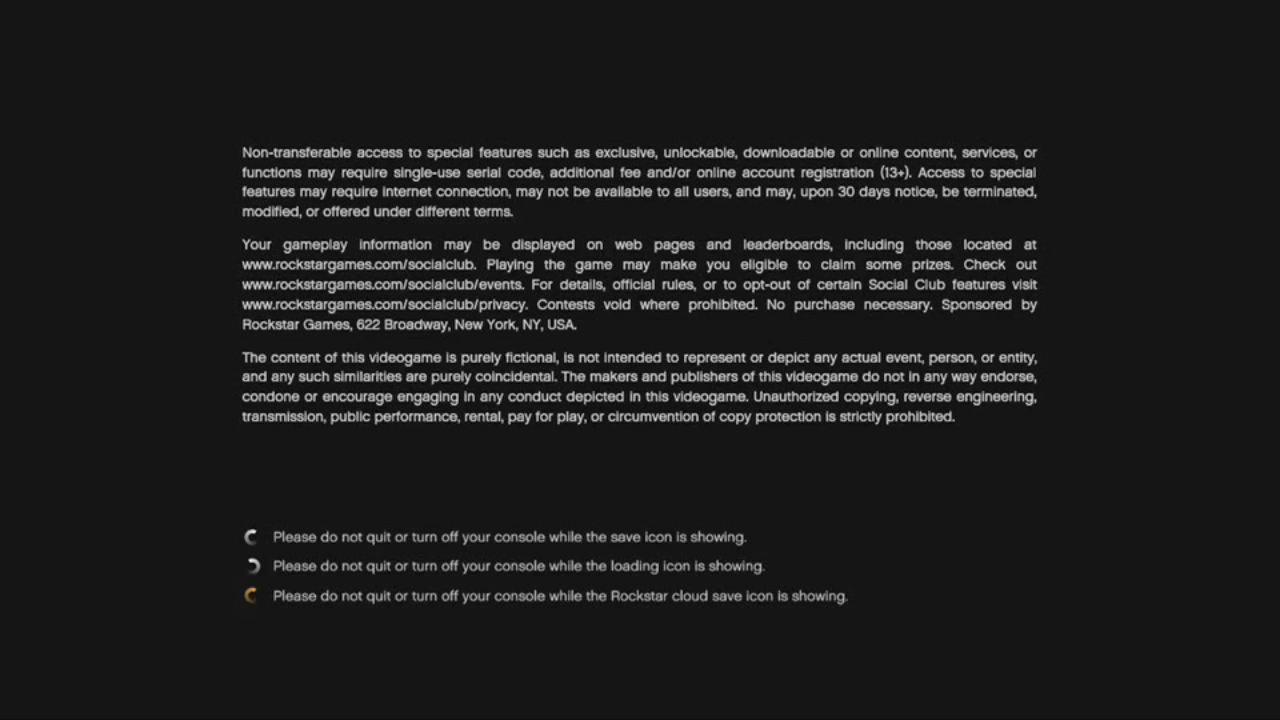 Non-transferable access to special features such as exclusive, unlockable, downloadable or online content, services, or
functions may require single-use serial code, additional fee and/or online account registration (13+). Access to special
features may require internet connection, may not be available to all users, and may, upon 30 days notice, be terminated,
modified, or offered under different terms.
Your gameplay information may be displayed on web pages and leaderboards, including those located at
www.rockstargames.com/socialclub. Playing the game may make you eligible to claim some prizes. Check out
www.rockstargames.com/socialclub/events. For details, official rules, or to opt-out of certain Social Club features visit
www.rockstargames.com/socialclub/privacy. Contests void where prohibited. No purchase necessary. Sponsored by
Rockstar Games, 622 Broadway, New York, NY, USA.
The content of this videogame is purely fictional, is not intended to represent or depict any actual event, person, or entity,
and any such similarities are purely coincidental. The makers and publishers of this videogame do not in any way endorse,
condone or encourage engaging in any conduct depicted in this videogame. Unauthorized copying, reverse engineering,
transmission, public performance, rental, pay for play, or circumvention of copy protection is strictly prohibited.
Please do not quit or turn off your console while the save icon is showing.
Please do not quit or turn off your console while the loading icon is showing.
Please do not quit or turn off your console while the Rockstar cloud save icon is showing.